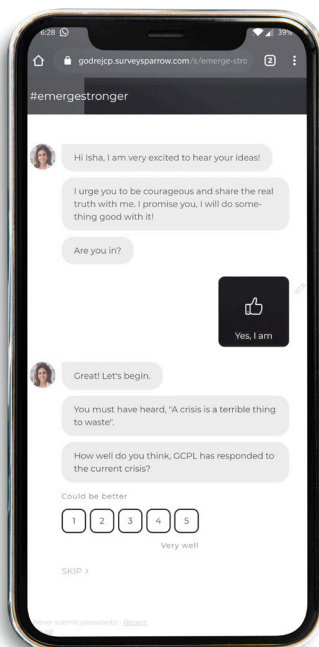 6:28
39%
godrejcp.surveysparrow.com/s/emerge-stro
2
#emergestronger
Hi Isha, I am very excited to hear your ideas!
I urge you to be courageous and share the real
truth with me. I promise you, I will do some-
thing good with it!
Are you in?
Yes, I am
Great! Let's begin.
You must have heard, "A crisis is a terrible thing
to waste".
How well do you think, GCPL has responded to
the current crisis?
Could be better
1 2 3 4 5
Very well
SKIP >
Never submit passwords! - Report